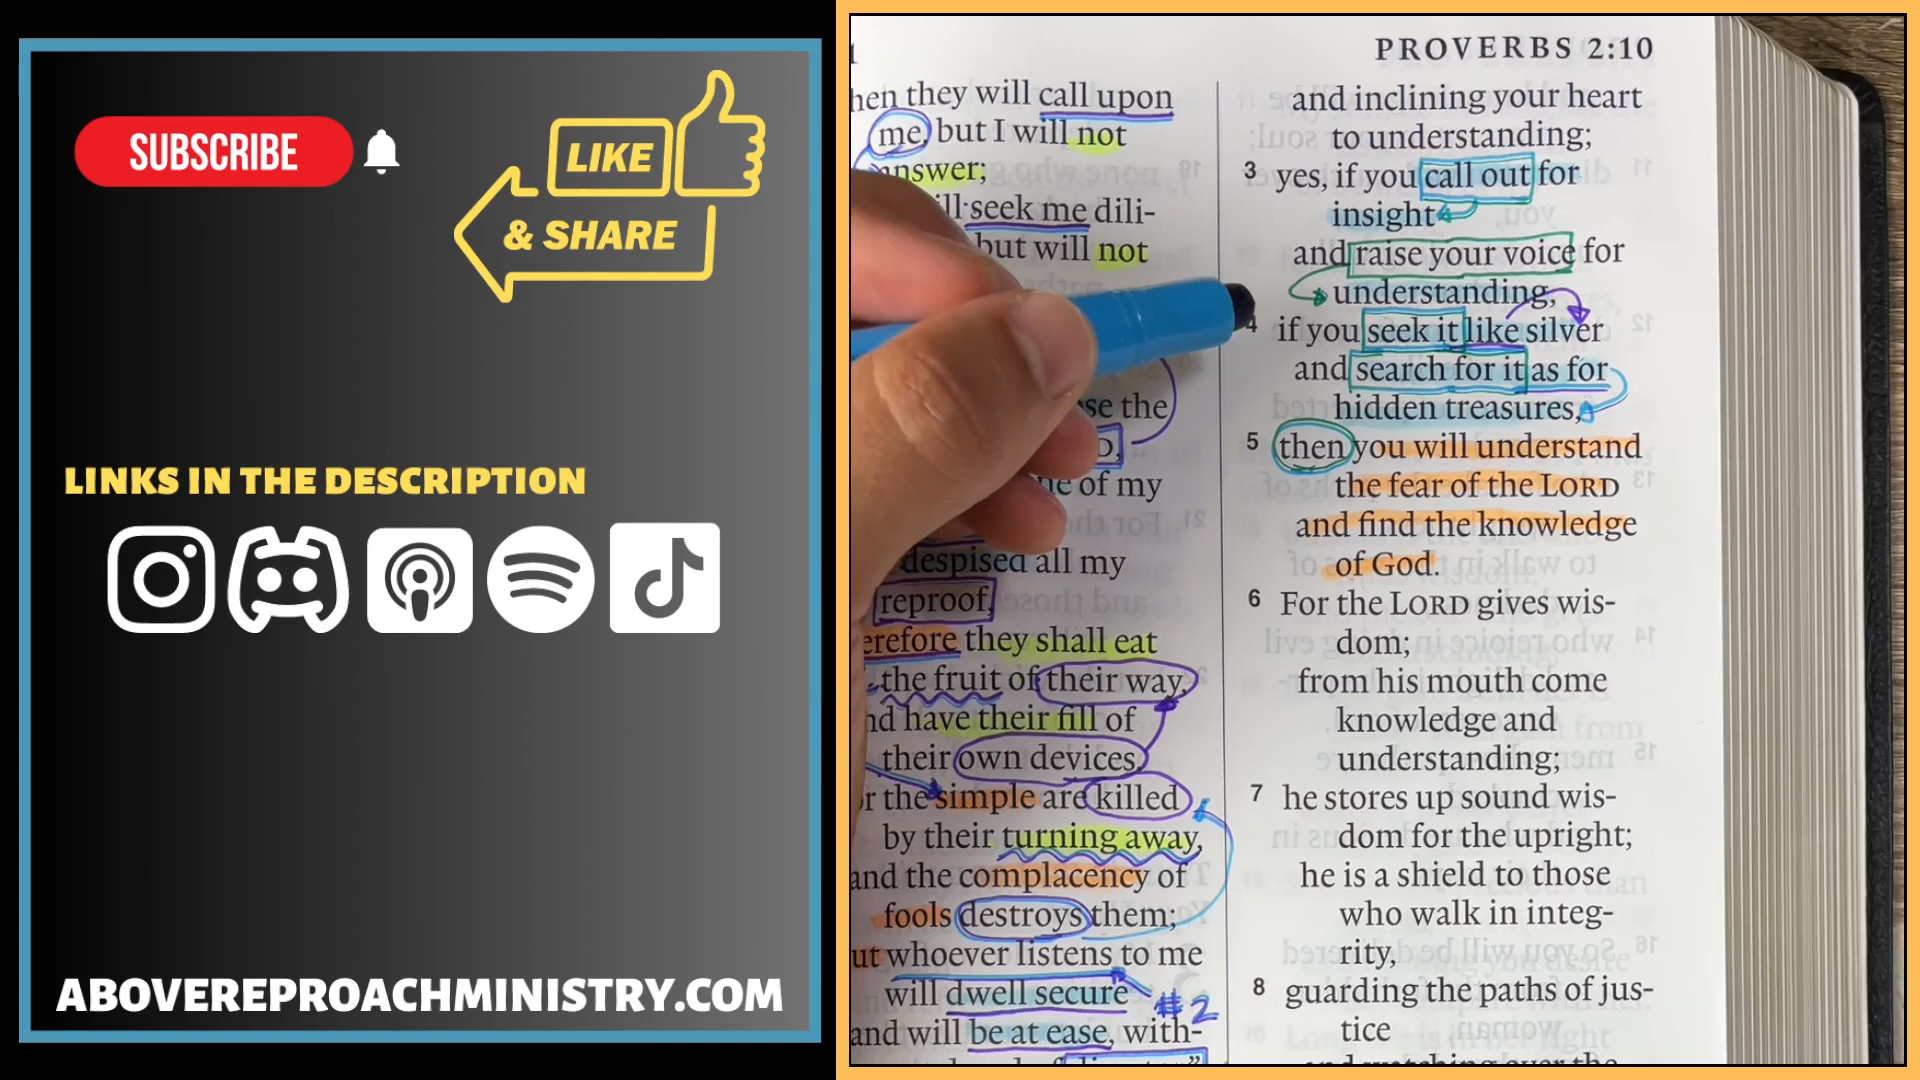 SUBSCRIBE
LIKE
& SHARE
LINKS IN THE DESCRIPTION
ABOVEREPROACHMINISTRY.COM
PROVERBS 2:10
they will call upon
me, but I will not
answer;
seek me dili-
but will not
the
of my
despised all my
reproof,
they shall eat
the fruit of their way,
have their fill of
their own devices.
the simple are killed
by their turning away,
and the complacency of
fools destroys them;
whoever listens to me
will dwell secure
#2
and will be at ease, with-
and inclining your heart
to understanding;
3 yes, if you call out for
insight
and raise your voice for
understanding,
4 if you seek it like silver
and search for it as for
hidden treasures,
5 then you will understand
the fear of the LORD
and find the knowledge
of God.
6 For the LORD gives wis-
dom;
from his mouth come
knowledge and
understanding;
7 he stores up sound wis-
dom for the upright;
he is a shield to those
who walk in integ-
rity,
8 guarding the paths of jus-
tice
and watching over the